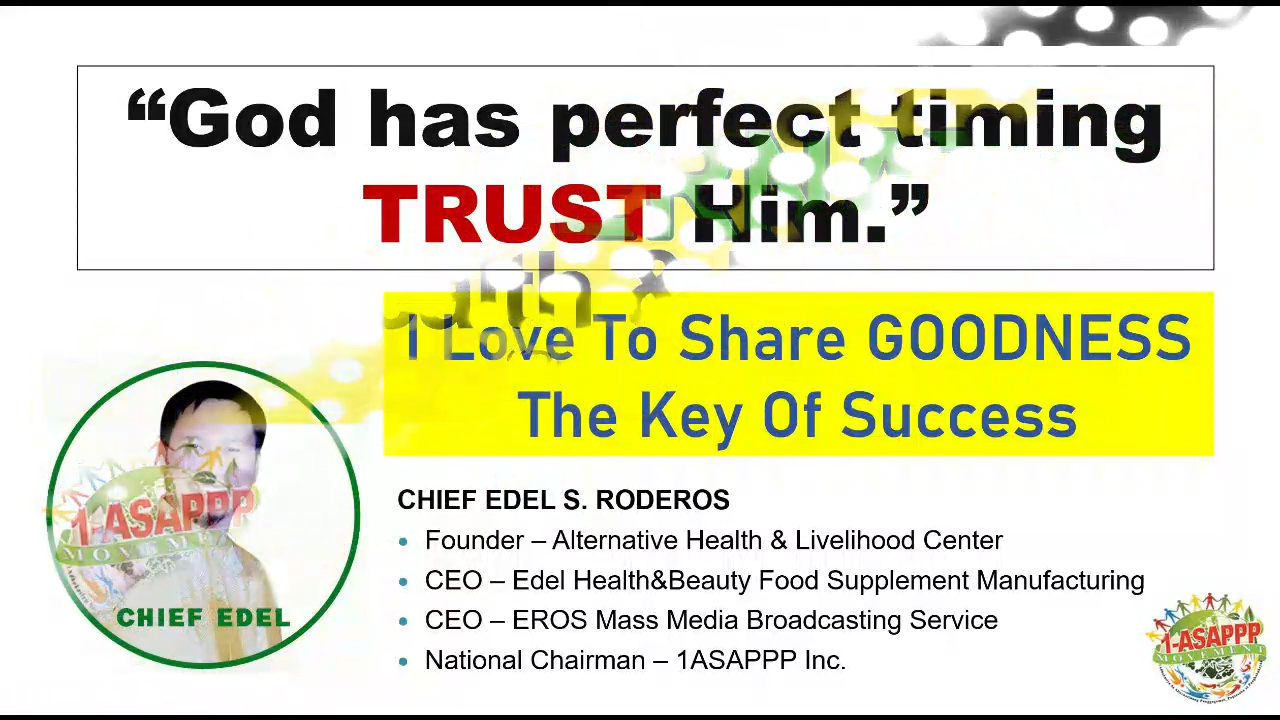 “God has perfect timing
TRUST Him.”
I Love To Share GOODNESS
The Key Of Success
1-ASAPPP
MOVEMENT
CHIEF EDEL
CHIEF EDEL S. RODEROS
• Founder – Alternative Health & Livelihood Center
• CEO – Edel Health&Beauty Food Supplement Manufacturing
• CEO – EROS Mass Media Broadcasting Service
• National Chairman – 1ASAPPP Inc.
1-ASAPPP
MOVEMENT